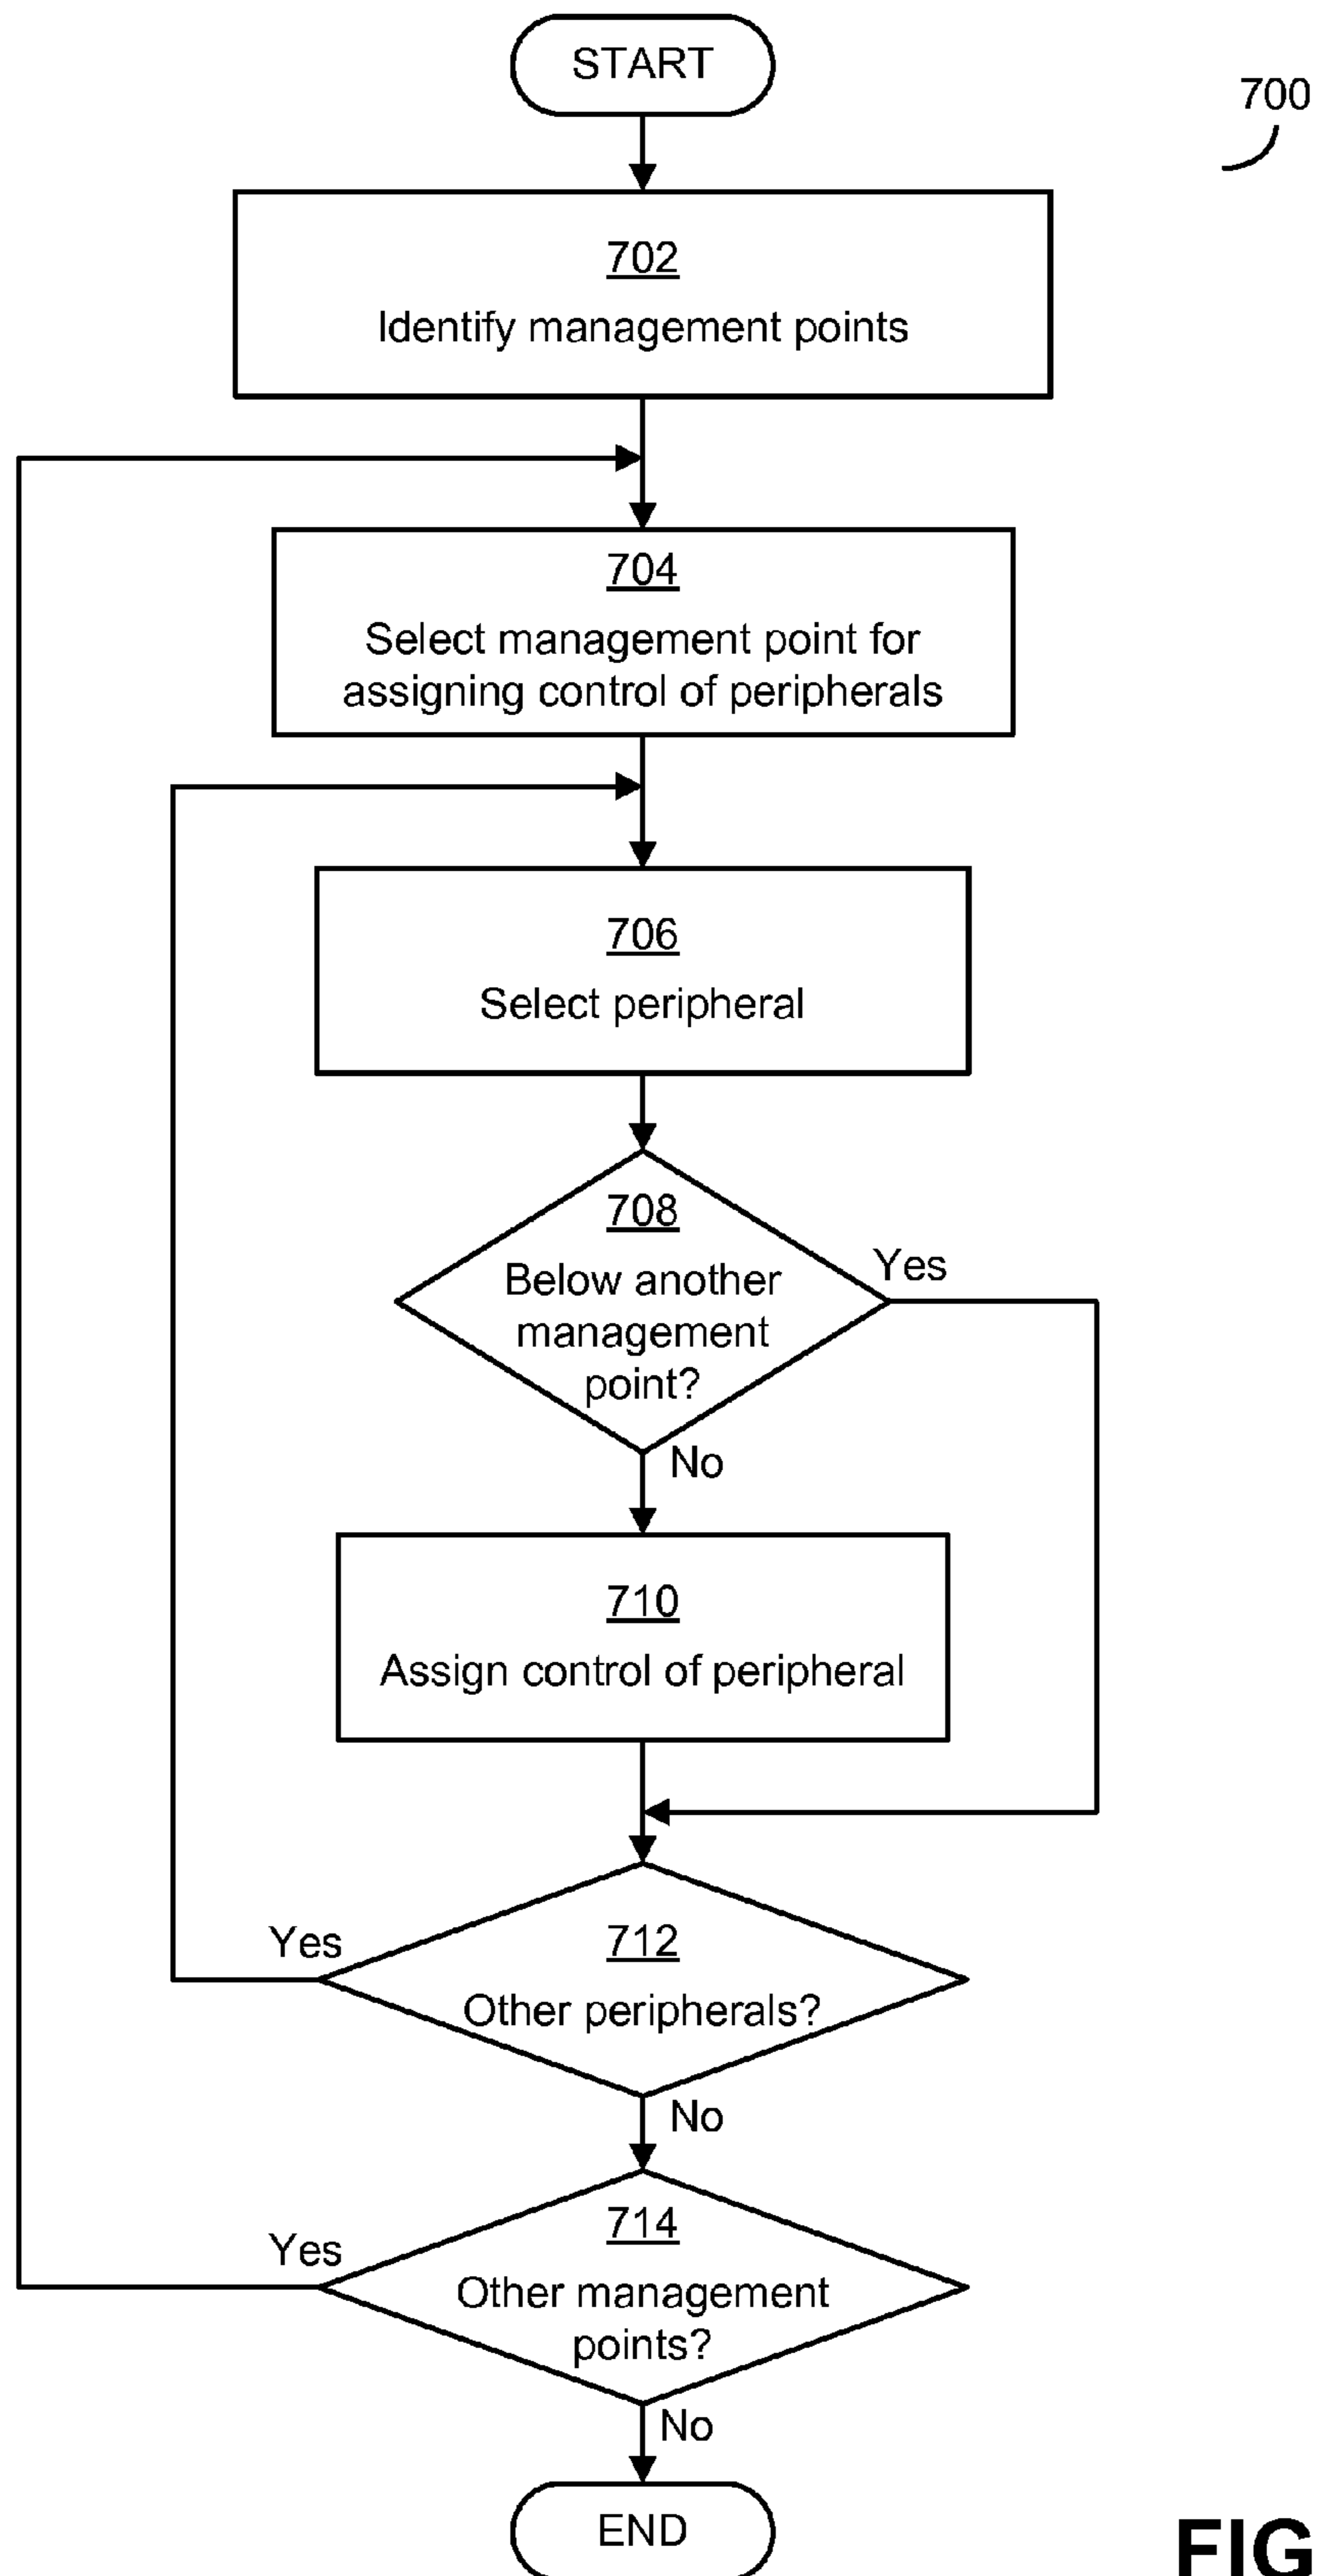 START
700
702
Identify management points
704
Select management point for
assigning control of peripherals
706
Select peripheral
708
Below another
management
point?
Yes
No
710
Assign control of peripheral
712
Other peripherals?
Yes
No
714
Other management
points?
Yes
No
END
FIG